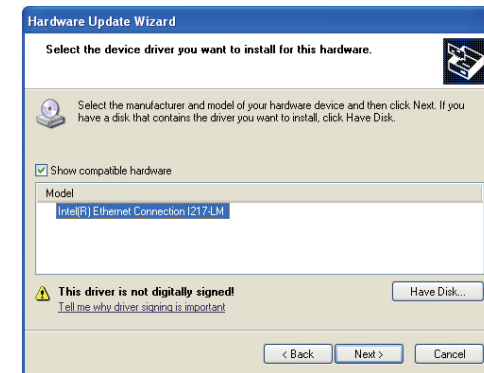 Hardware Update Wizard
Select the device driver you want to install for this hardware.
Select the manufacturer and model of your hardware device and then click Next. If you
have a disk that contains the driver you want to install, click Have Disk.
Show compatible hardware
Model
Intel(R) Ethernet Connection I217-LM
This driver is not digitally signed!
Tell me why driver signing is important
Have Disk...
< Back
Next >
Cancel